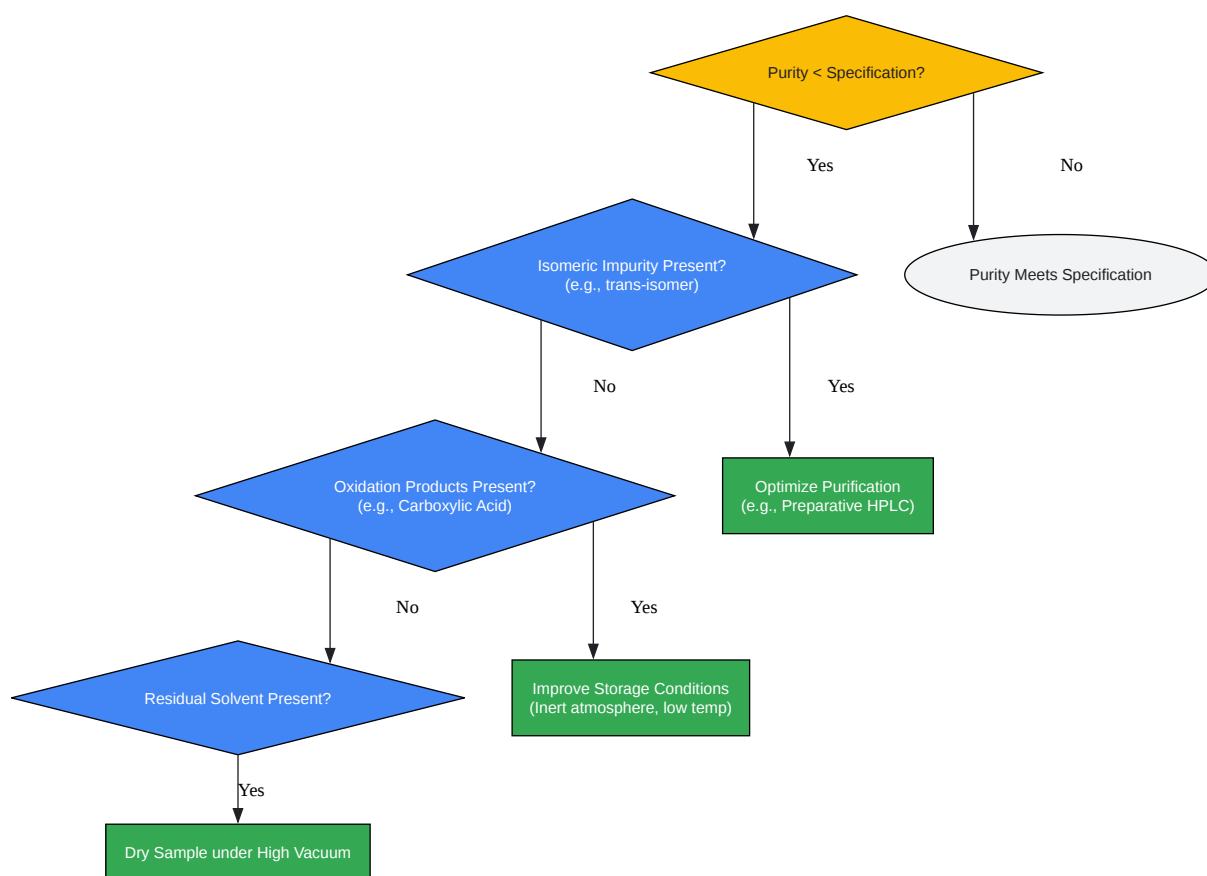 Purity < Specification?
Yes
No
Isomeric Impurity Present?
(e.g., trans-isomer)
Purity Meets Specification
No
Yes
Oxidation Products Present?
(e.g., Carboxylic Acid)
Optimize Purification
(e.g., Preparative HPLC)
No
Yes
Residual Solvent Present?
Improve Storage Conditions
(Inert atmosphere, low temp)
Yes
Dry Sample under High Vacuum